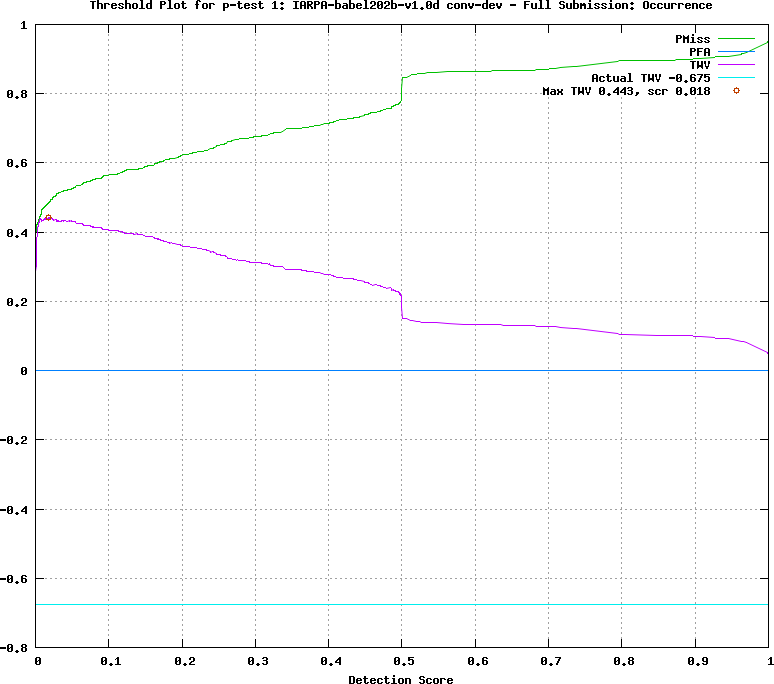 Threshold Plot for p-test 1: IARPA-babel202b-v1.0d conv-dev - Full Submission: Occurrence
PMiss
PFA
TWV
Actual TWV -0.675
Max TWV 0.443, scr 0.018
1
0.8
0.6
0.4
0.2
0
-0.2
-0.4
-0.6
-0.8
0 0.1 0.2 0.3 0.4 0.5 0.6 0.7 0.8 0.9 1
Detection Score